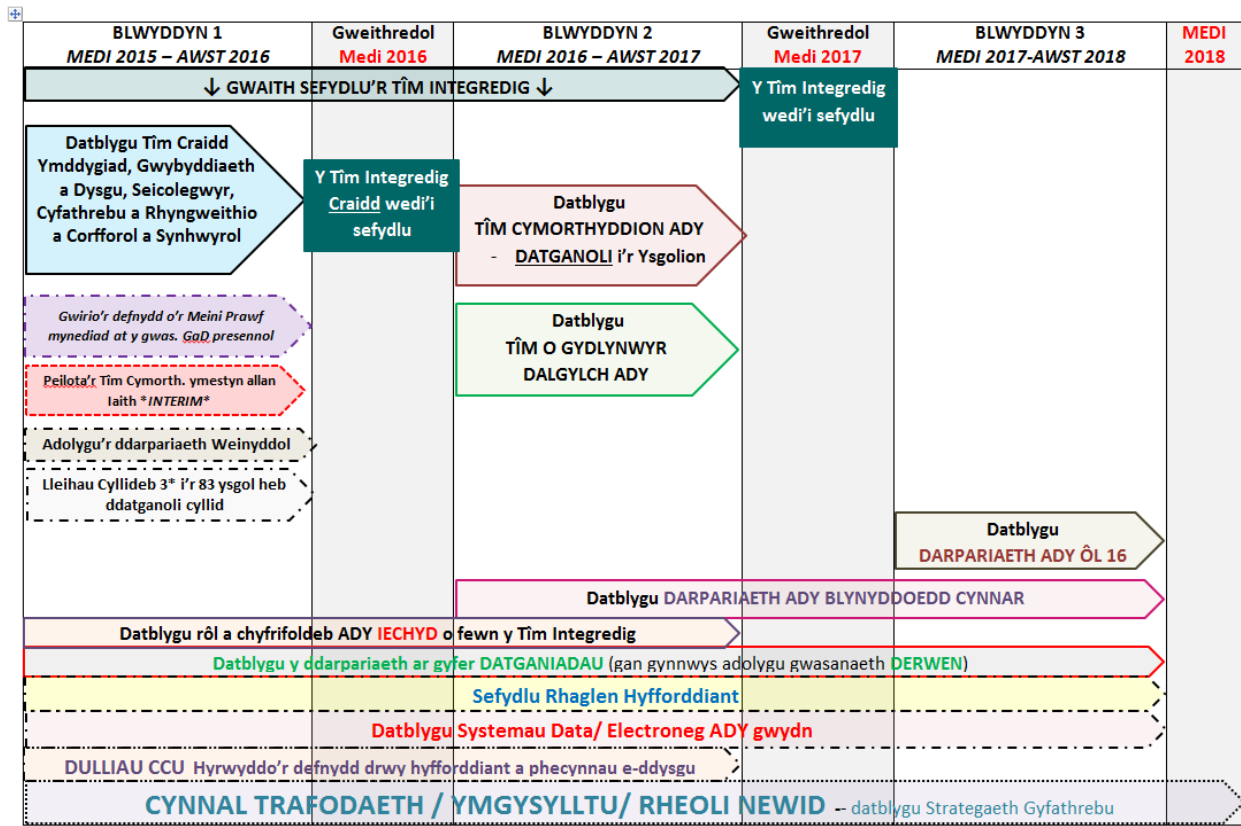 BLWYDDYN 1
MEDI 2015 – AWST 2016
Gweithredol
Medi 2016
BLWYDDYN 2
MEDI 2016 – AWST 2017
Gweithredol
Medi 2017
BLWYDDYN 3
MEDI 2017-AWST 2018
MEDI
2018
↓ GWAITH SEFYDLU’R TÎM INTEGREDIG ↓
Y Tîm Integredig
wedi’i sefydlu
Datblygu Tîm Craidd
Ymddygiad, Gwybyddiaeth
a Dysgu, Seicolegwyr,
Cyfathrebu a Rhyngweithio
a Corfforol a Synhwyrol
Y Tîm Integredig
Craidd wedi’i
sefydlu
Datblygu
TÎM CYMORTHYDDION ADY
- DATGANOLI i’r Ysgolion
Gwirio’r defnydd o’r Meini Prawf
mynediad at y gwas. GaD presennol
Datblygu
TÎM O GYDLYNWYR
DALGYLCH ADY
Peilota’r Tîm Cymorth. ymestyn allan
Iaith *INTERIM*
Adolygu’r ddarpariaeth Weinyddol
Lleihau Cyllideb 3* i’r 83 ysgol heb
ddatganoli cyllid
Datblygu
DARPARIAETH ADY ÔL 16
Datblygu DARPARIAETH ADY BLYNYDDOEDD CYNNAR
Datblygu rôl a chyfrifoldeb ADY IECHYD o fewn y Tîm Integredig
Datblygu y ddarpariaeth ar gyfer DATGANIADAU (gan gynnwys adolygu gwasanaeth DERWEN)
Sefydlu Rhaglen Hyfforddiant
Datblygu Systemau Data/ Electroneg ADY gwydn
DULLIAU CCU Hyrwyddo’r defnydd drwy hyfforddiant a phecynnau e-ddysgu
CYNNAL TRAFODAETH / YMGYSYLLTU/ RHEOLI NEWID -- datblygu Strategaeth Gyfathrebu